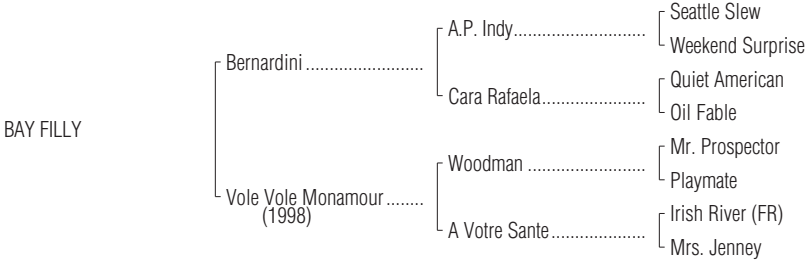 Seattle Slew
A.P. Indy..............................
Weekend Surprise
Bernardini ...........................
Quiet American
Cara Rafaela.......................
Oil Fable
BAY FILLY
Mr. Prospector
Woodman ..........................
Playmate
Vole Vole Monamour ........
(1998)
Irish River (FR)
A Votre Sante.....................
Mrs. Jenney